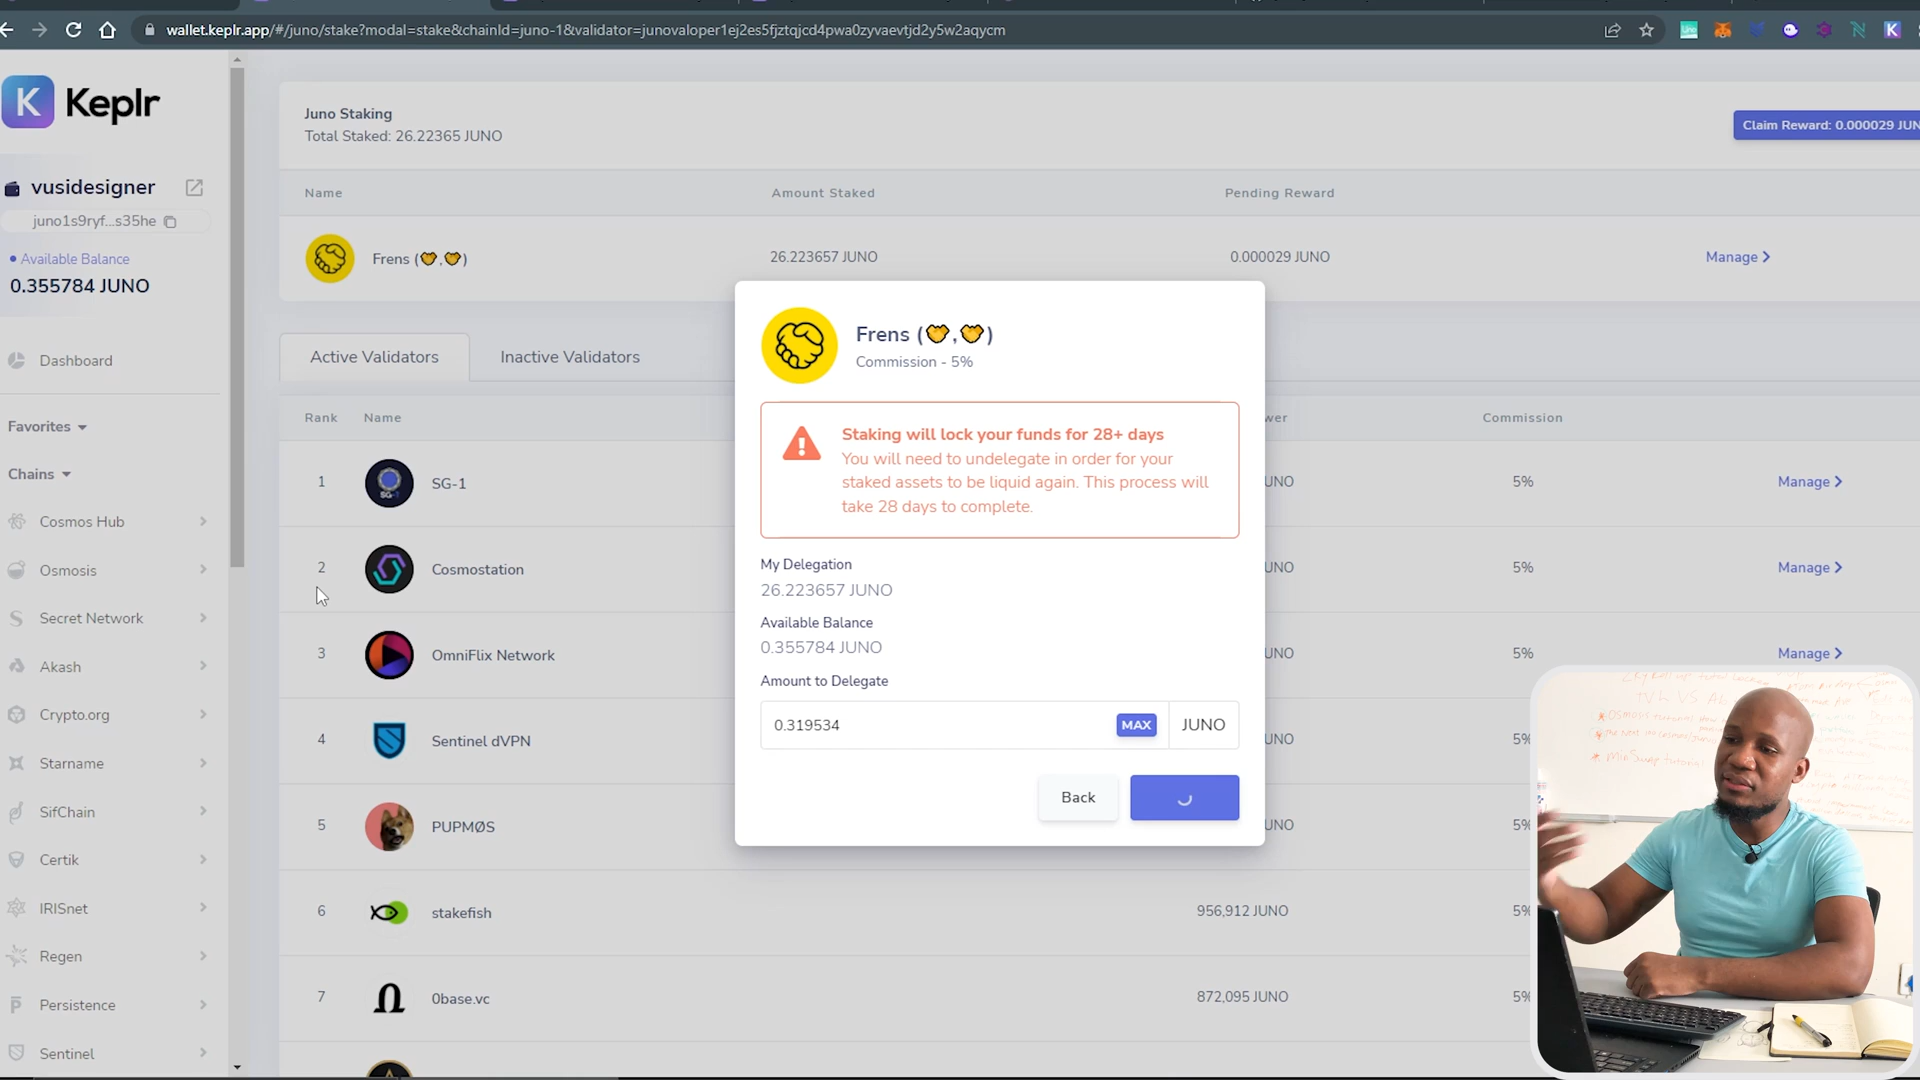 wallet.keplr.app/#/juno/stake?modal=stake&chainId=juno-1&validator=junovaloper1ej2es5fjztqjcd4pwa0zyvaevtjd2y5w2aqycm
Keplr
vusidesigner
juno1s9ryf...s35he
Available Balance
0.355784 JUNO
Dashboard
Favorites
Chains
Cosmos Hub
Osmosis
Secret Network
Akash
Crypto.org
Starname
SifChain
Certik
IRISnet
Regen
Persistence
Sentinel
Juno Staking
Total Staked: 26.22365 JUNO
Claim Reward: 0.000029 JUN
Name Amount Staked Pending Reward
Frens (🤝,🤝) 26.223657 JUNO 0.000029 JUNO Manage
Active Validators Inactive Validators
Rank Name wer Commission
1 SG-1 UNO 5% Manage
2 Cosmostation UNO 5% Manage
3 OmniFlix Network UNO 5% Manage
4 Sentinel dVPN UNO 5%
5 PUPMØS UNO 5%
6 stakefish 956,912 JUNO 5%
7 0base.vc 872,095 JUNO 5%
Frens (🤝,🤝)
Commission - 5%
Staking will lock your funds for 28+ days
You will need to undelegate in order for your
staked assets to be liquid again. This process will
take 28 days to complete.
My Delegation
26.223657 JUNO
Available Balance
0.355784 JUNO
Amount to Delegate
0.319534 MAX JUNO
Back
TVL VS
MinSwap tutorial